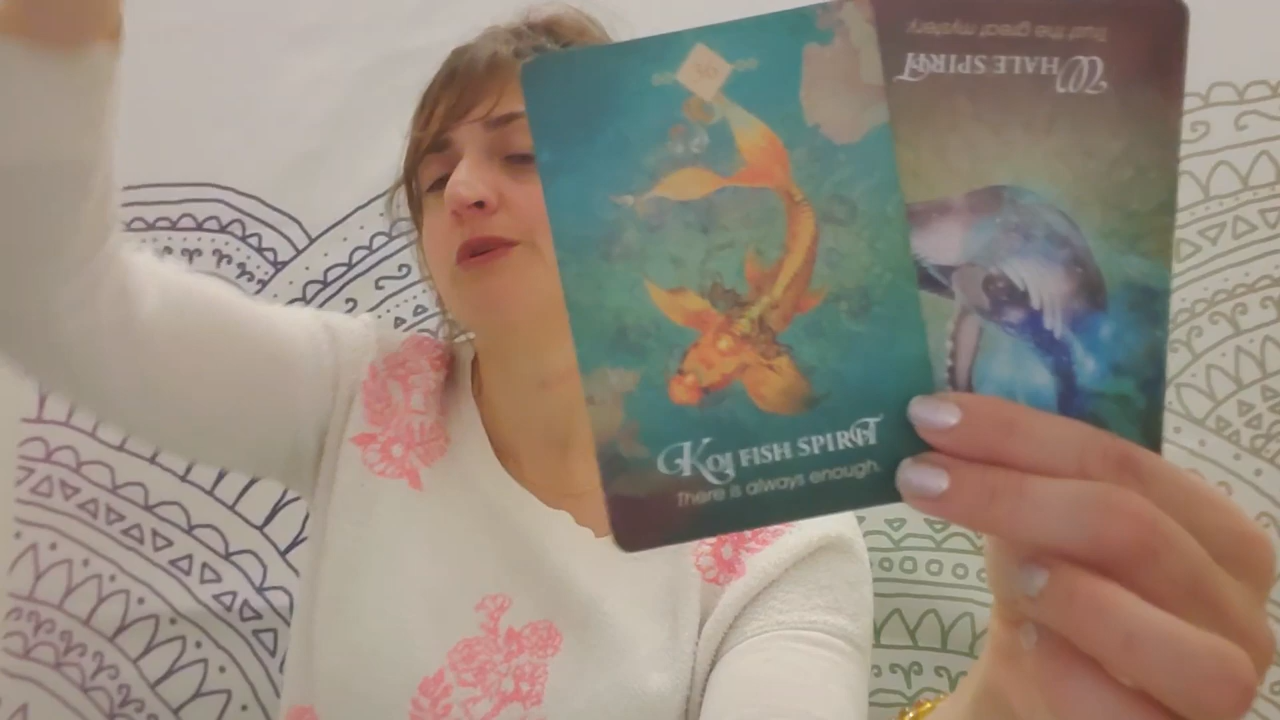 KOI FISH SPIRIT
There is always enough.
WHALE SPIRIT
Trust the great mystery